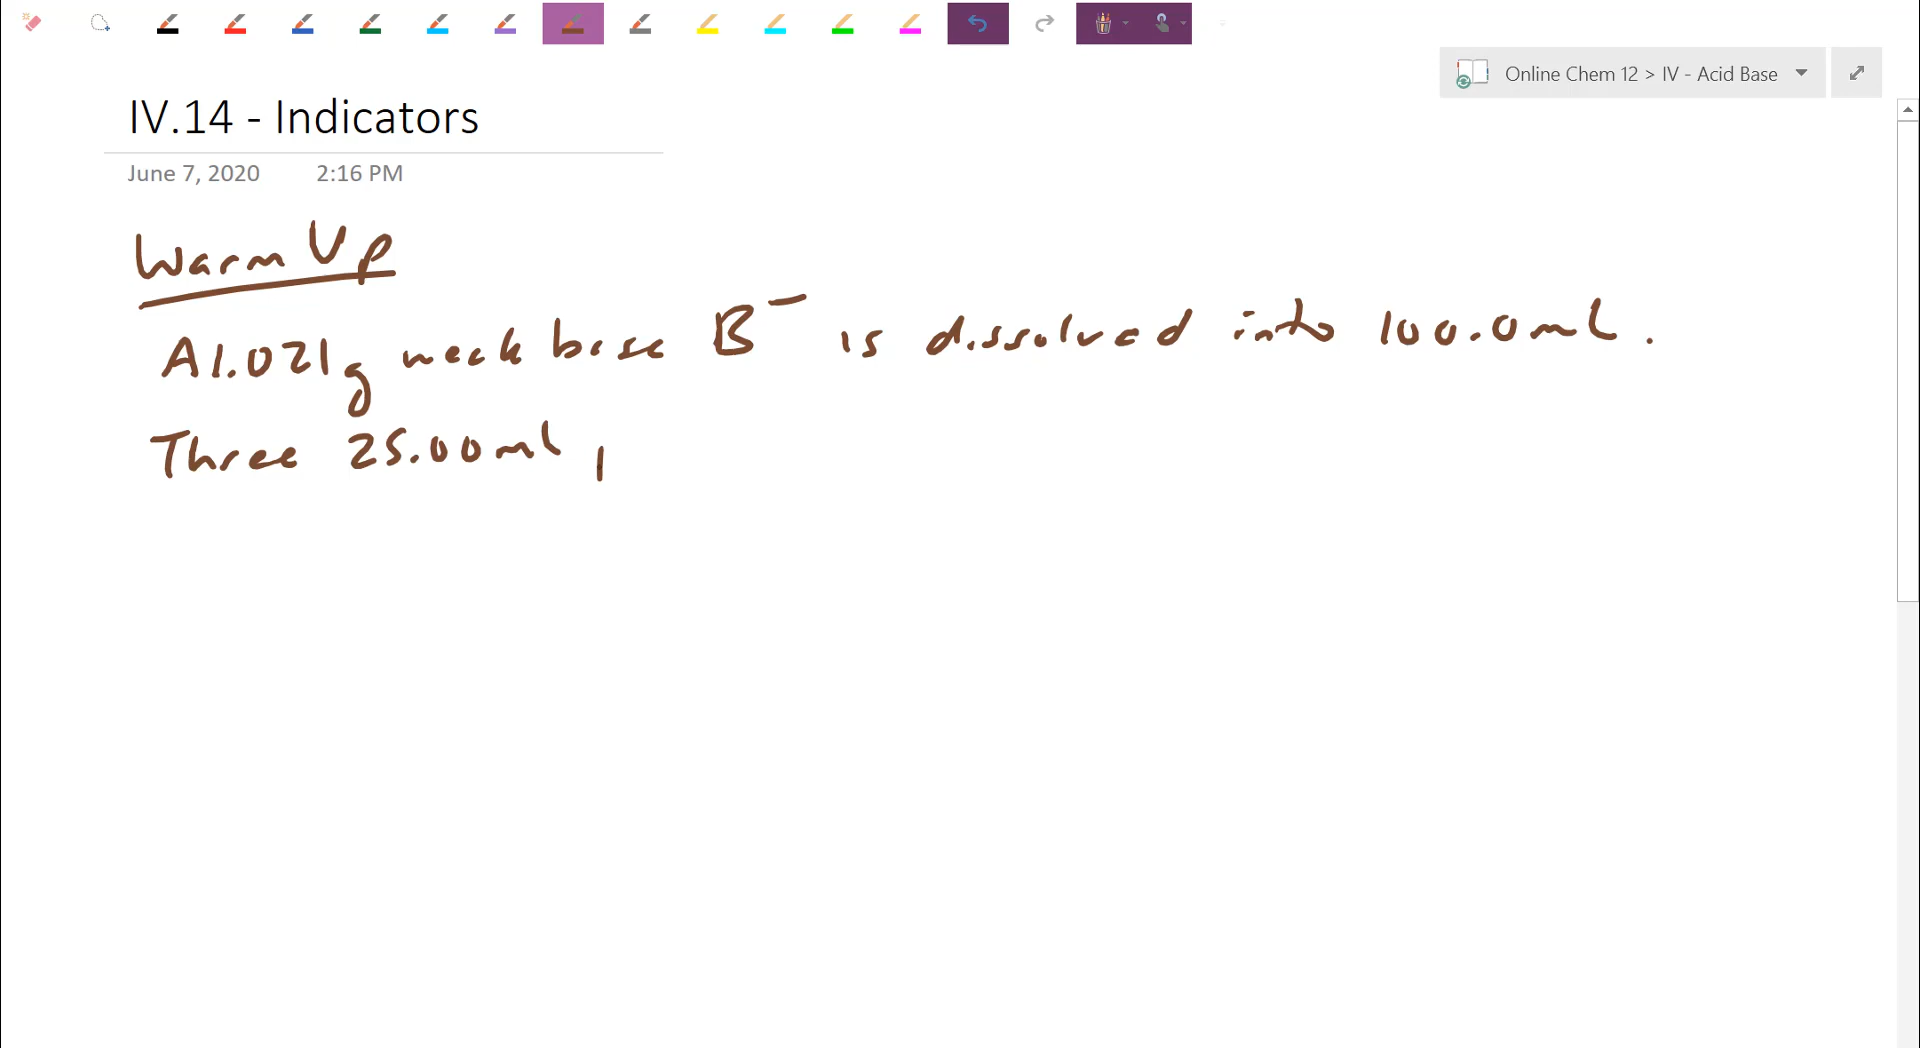 Online Chem 12 > IV - Acid Base
IV.14 - Indicators
June 7, 2020 2:16 PM
Warm Up
A 1.021g weak base B⁻ is dissolved into 100.0mL.
Three 25.00mL